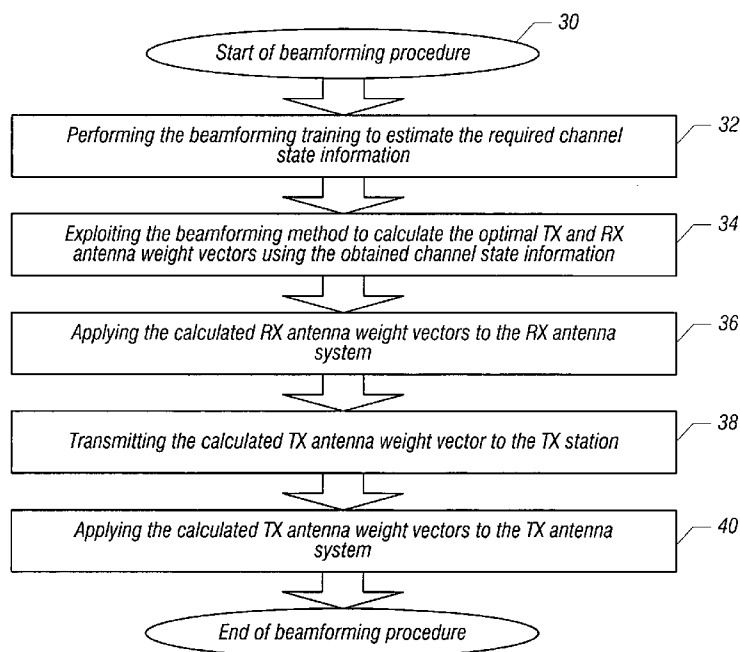 30
Start of beamforming procedure
32
Performing the beamforming training to estimate the required channel
state information
34
Exploiting the beamforming method to calculate the optimal TX and RX
antenna weight vectors using the obtained channel state information
36
Applying the calculated RX antenna weight vectors to the RX antenna
system
38
Transmitting the calculated TX antenna weight vector to the TX station
40
Applying the calculated TX antenna weight vectors to the TX antenna
system
End of beamforming procedure